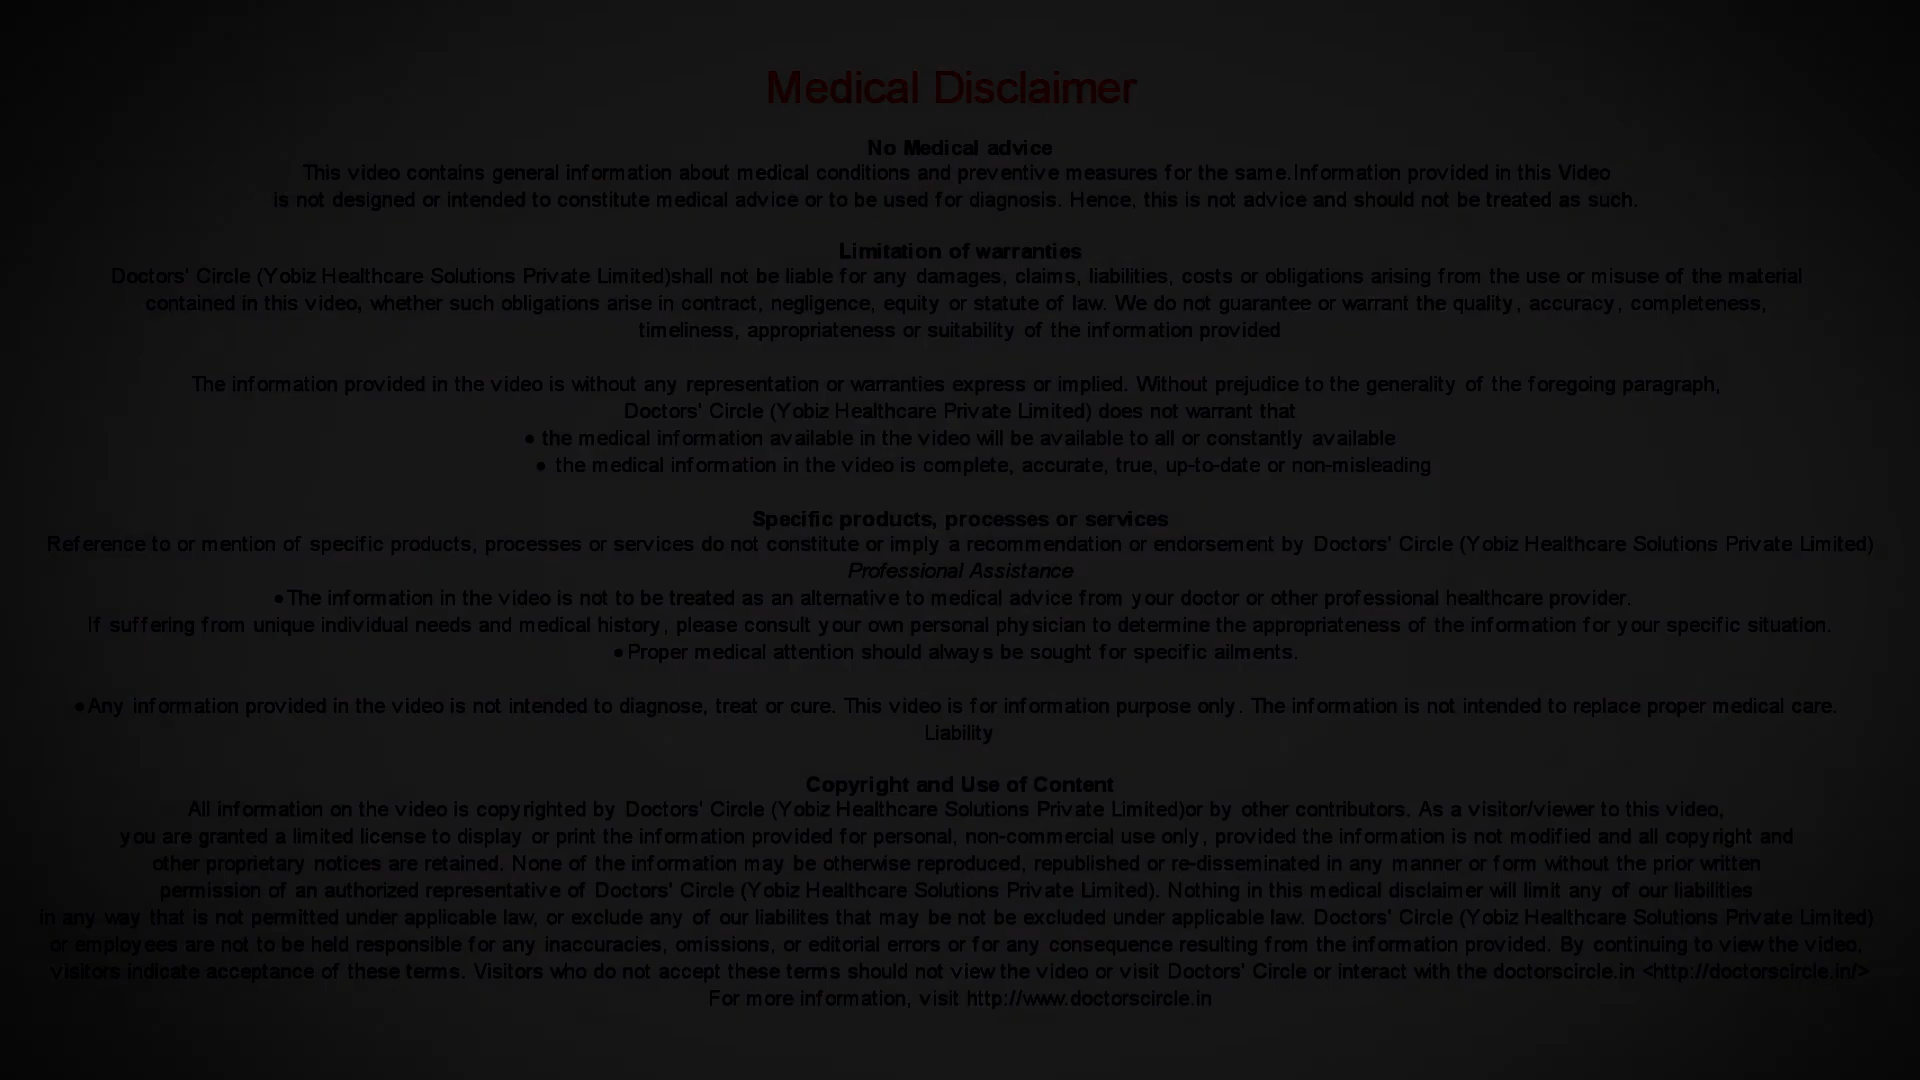 Medical Disclaimer
No Medical advice
This video contains general information about medical conditions and preventive measures for the same.Information provided in this Video
is not designed or intended to constitute medical advice or to be used for diagnosis. Hence, this is not advice and should not be treated as such.
Limitation of warranties
Doctors' Circle (Yobiz Healthcare Solutions Private Limited)shall not be liable for any damages, claims, liabilities, costs or obligations arising from the use or misuse of the material
contained in this video, whether such obligations arise in contract, negligence, equity or statute of law. We do not guarantee or warrant the quality, accuracy, completeness,
timeliness, appropriateness or suitability of the information provided
The information provided in the video is without any representation or warranties express or implied. Without prejudice to the generality of the foregoing paragraph,
Doctors' Circle (Yobiz Healthcare Private Limited) does not warrant that
● the medical information available in the video will be available to all or constantly available
● the medical information in the video is complete, accurate, true, up-to-date or non-misleading
Specific products, processes or services
Reference to or mention of specific products, processes or services do not constitute or imply a recommendation or endorsement by Doctors' Circle (Yobiz Healthcare Solutions Private Limited)
Professional Assistance
●The information in the video is not to be treated as an alternative to medical advice from your doctor or other professional healthcare provider.
If suffering from unique individual needs and medical history, please consult your own personal physician to determine the appropriateness of the information for your specific situation.
●Proper medical attention should always be sought for specific ailments.
●Any information provided in the video is not intended to diagnose, treat or cure. This video is for information purpose only. The information is not intended to replace proper medical care.
Liability
Copyright and Use of Content
All information on the video is copyrighted by Doctors' Circle (Yobiz Healthcare Solutions Private Limited)or by other contributors. As a visitor/viewer to this video,
you are granted a limited license to display or print the information provided for personal, non-commercial use only, provided the information is not modified and all copyright and
other proprietary notices are retained. None of the information may be otherwise reproduced, republished or re-disseminated in any manner or form without the prior written
permission of an authorized representative of Doctors' Circle (Yobiz Healthcare Solutions Private Limited). Nothing in this medical disclaimer will limit any of our liabilities
in any way that is not permitted under applicable law, or exclude any of our liabilites that may be not be excluded under applicable law. Doctors' Circle (Yobiz Healthcare Solutions Private Limited)
or employees are not to be held responsible for any inaccuracies, omissions, or editorial errors or for any consequence resulting from the information provided. By continuing to view the video,
visitors indicate acceptance of these terms. Visitors who do not accept these terms should not view the video or visit Doctors' Circle or interact with the doctorscircle.in <http://doctorscircle.in/>
For more information, visit http://www.doctorscircle.in